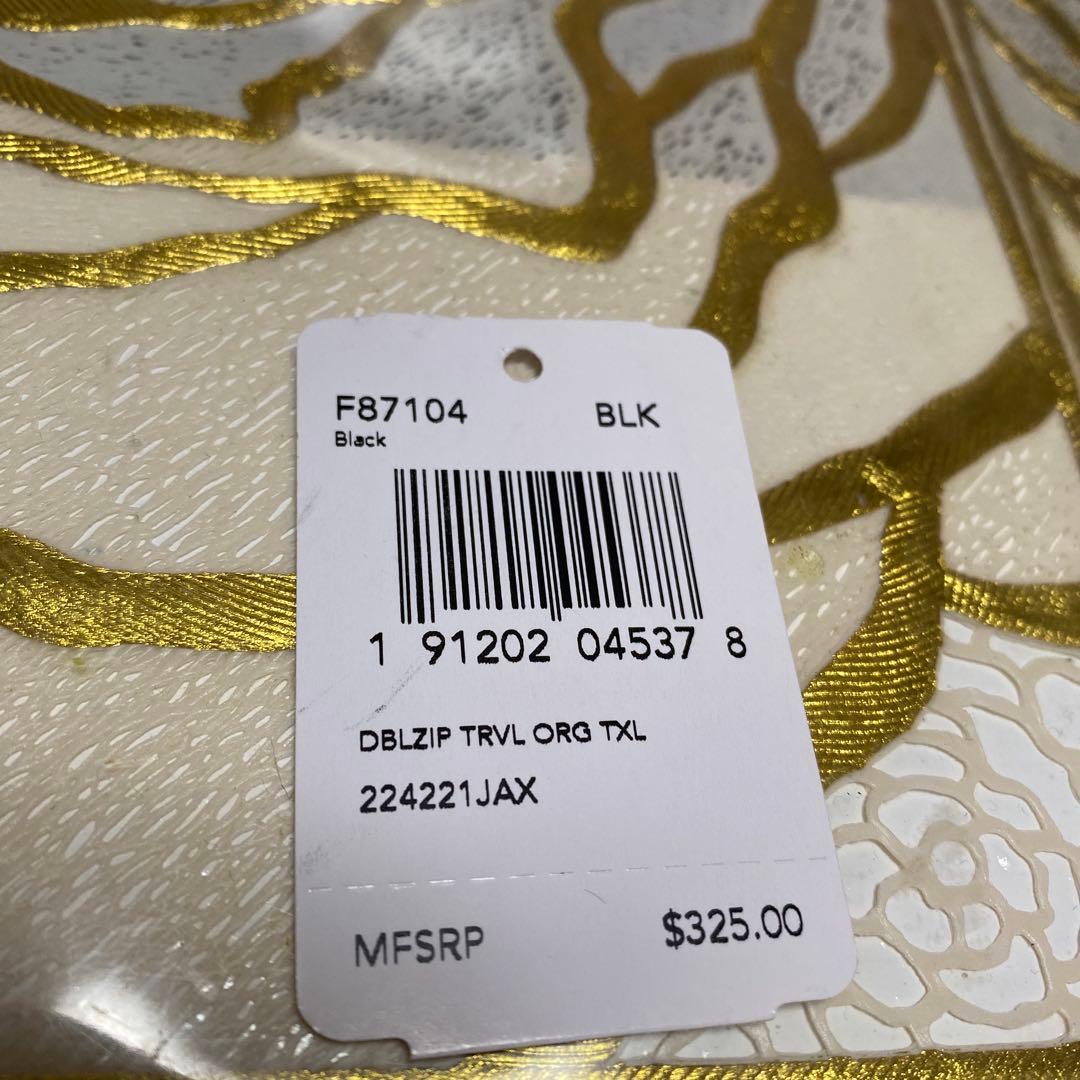 F87104 BLK
Black
1 91202 04537 8
DBLZIP TRVL ORG TXL
224221JAX
MFSRP $325.00